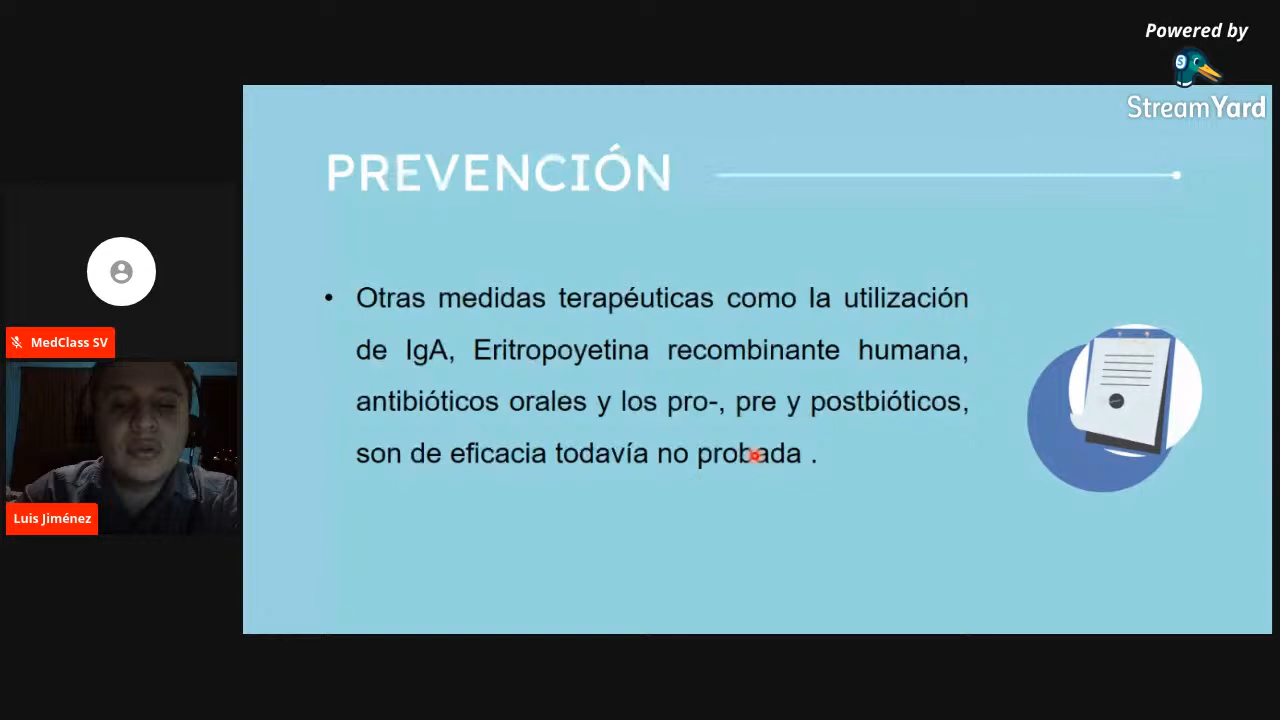 Powered by
StreamYard
PREVENCIÓN
• Otras medidas terapéuticas como la utilización
de IgA, Eritropoyetina recombinante humana,
antibióticos orales y los pro-, pre y postbióticos,
son de eficacia todavía no probada .
MedClass SV
Luis Jiménez